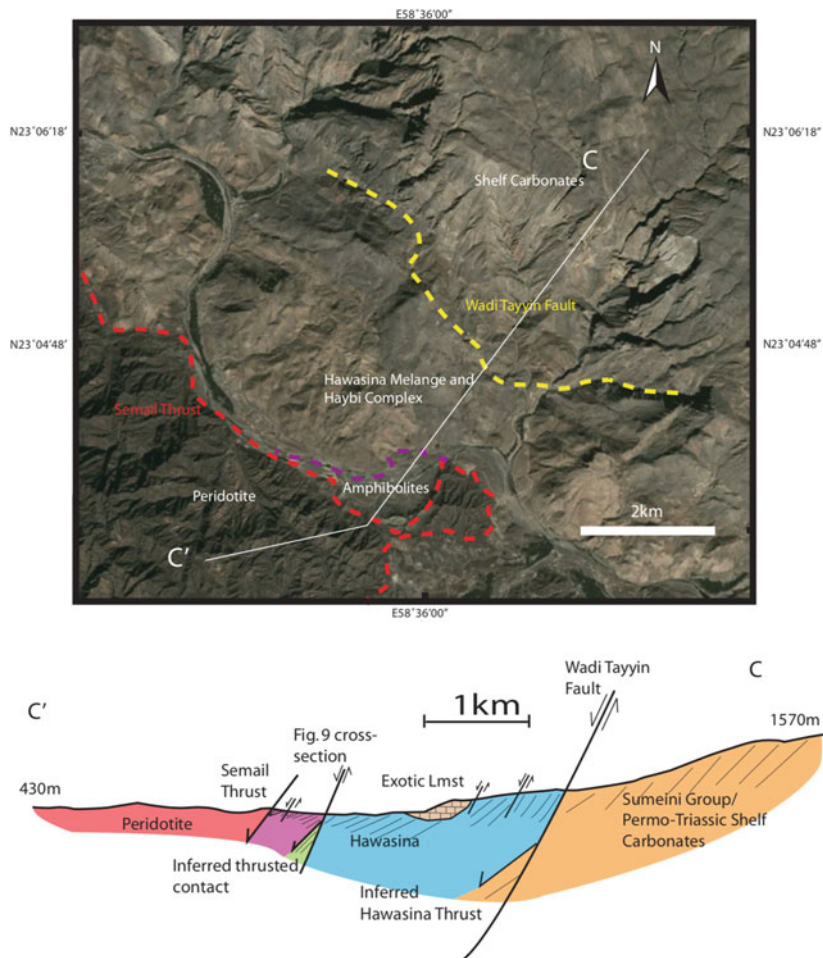 E58°36'00"
N
N23°06'18'
N23°06'18'
C
Shelf Carbonates
Wadi Tayyin Fault
N23°04'48'
N23°04'48'
Hawasina Melange and
Haybi Complex
Semail Thrust
Peridotite
Amphibolites
2km
C'
E58°36'00"
Wadi Tayyin
Fault
C
C'
1km
1570m
Fig. 9 cross-
section
Semail
Thrust
Exotic Lmst
430m
Peridotite
Hawasina
Sumeini Group/
Permo-Triassic Shelf
Carbonates
Inferred thrusted
contact
Inferred
Hawasina Thrust